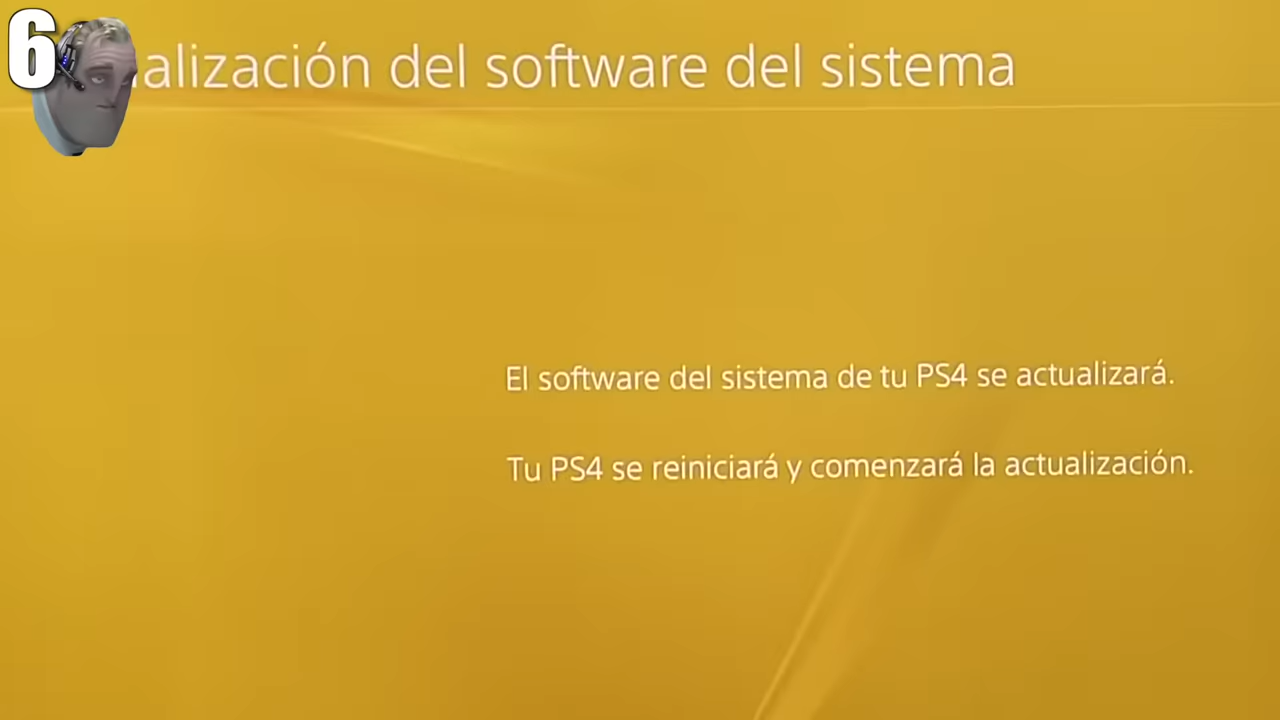 6
alización del software del sistema
El software del sistema de tu PS4 se actualizará.
Tu PS4 se reiniciará y comenzará la actualización.